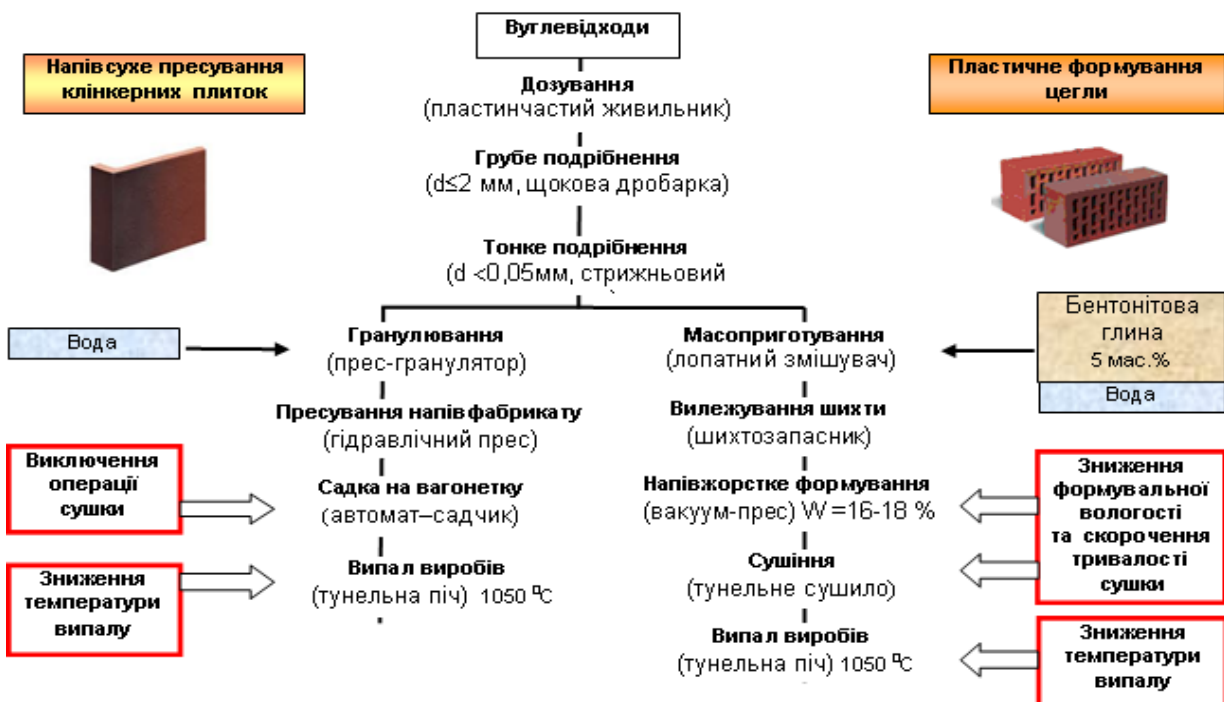 Вуглевідходи
Напівсухе пресування
клінкерних плиток
Пластичне формування
цегли
Дозування
(пластинчастий живильник)
Грубе подрібнення
(d≤2 мм, щокова дробарка)
Тонке подрібнення
(d <0,05мм, стрижньовий
Вода
Гранулювання
(прес-гранулятор)
Пресування напівфабрикату
(гідравлічний прес)
Садка на вагонетку
(автомат–садчик)
Випал виробів
(тунельна піч) 1050 ⁰С
Виключення
операції
сушки
Зниження
температури
випалу
Масоприготування
(лопатний змішувач)
Вилежування шихти
(шихтозапасник)
Напівжорстке формування
(вакуум-прес) W =16-18 %
Сушіння
(тунельне сушило)
Випал виробів
(тунельна піч) 1050 ⁰С
Бентонітова
глина
5 мас.%
Вода
Зниження
формувальної
вологості
та скорочення
тривалості
сушки
Зниження
температури
випалу